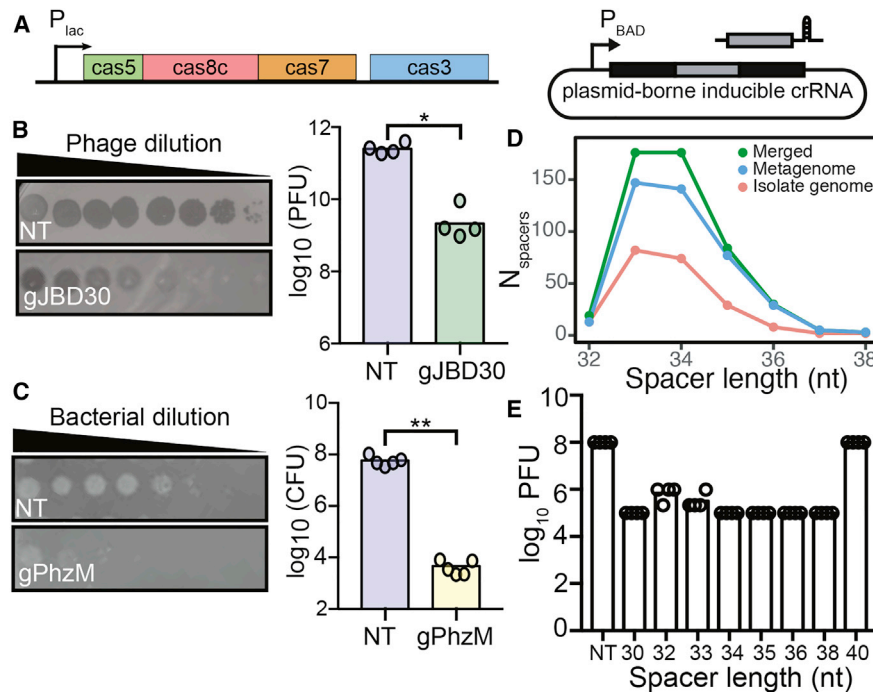 A
P lac
cas5 cas8c cas7 cas3
P BAD
plasmid-borne inducible crRNA
B
Phage dilution
NT
gJBD30
log10 (PFU)
12
10
8
6
*
NT gJBD30
D
Merged
Metagenome
Isolate genome
N spacers
150
100
50
0
32 34 36 38
Spacer length (nt)
C
Bacterial dilution
NT
gPhzM
log10 (CFU)
10
8
6
4
2
**
NT gPhzM
E
log10 PFU
10
8
6
4
2
0
NT 30 32 33 34 35 36 38 40
Spacer length (nt)